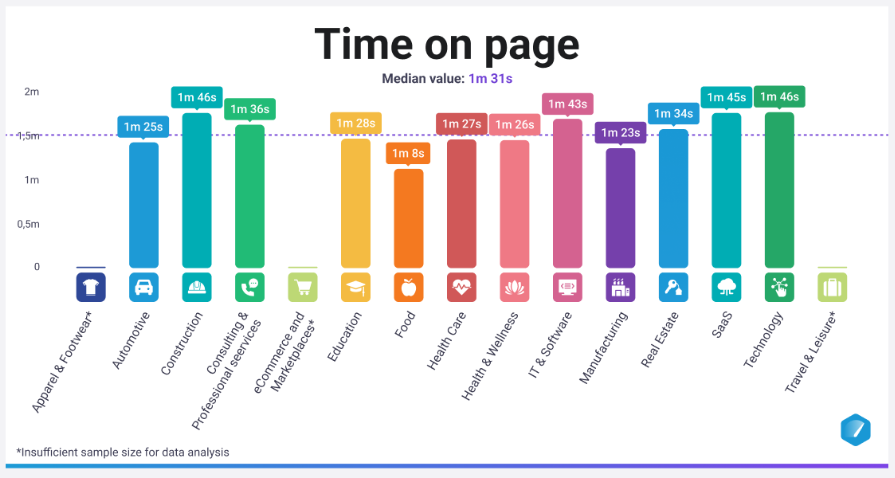 Time on page
Median value: 1m 31s
2m
1,5m
1m
0,5m
0
1m 25s
1m 46s
1m 36s
1m 28s
1m 8s
1m 27s
1m 26s
1m 43s
1m 23s
1m 34s
1m 45s
1m 46s
Apparel & Footwear*
Automotive
Construction
Consulting &
Professional seervices
eCommerce and
Marketplaces*
Education
Food
Health Care
Health & Wellness
IT & Software
Manufacturing
Real Estate
SaaS
Technology
Travel & Leisure*
*Insufficient sample size for data analysis